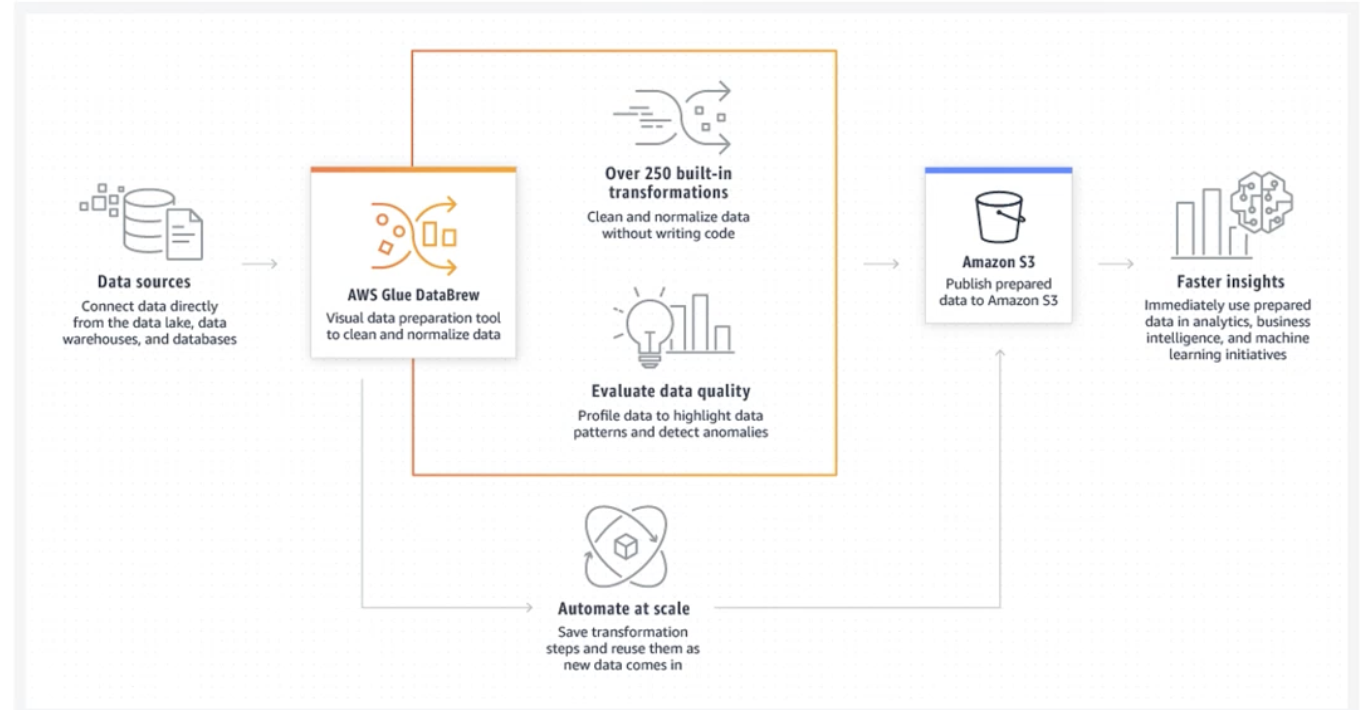 Data sources
Connect data directly
from the data lake, data
warehouses, and databases
AWS Glue DataBrew
Visual data preparation tool
to clean and normalize data
Over 250 built-in
transformations
Clean and normalize data
without writing code
Evaluate data quality
Profile data to highlight data
patterns and detect anomalies
Automate at scale
Save transformation
steps and reuse them as
new data comes in
Amazon S3
Publish prepared
data to Amazon S3
Faster insights
Immediately use prepared
data in analytics, business
intelligence, and machine
learning initiatives